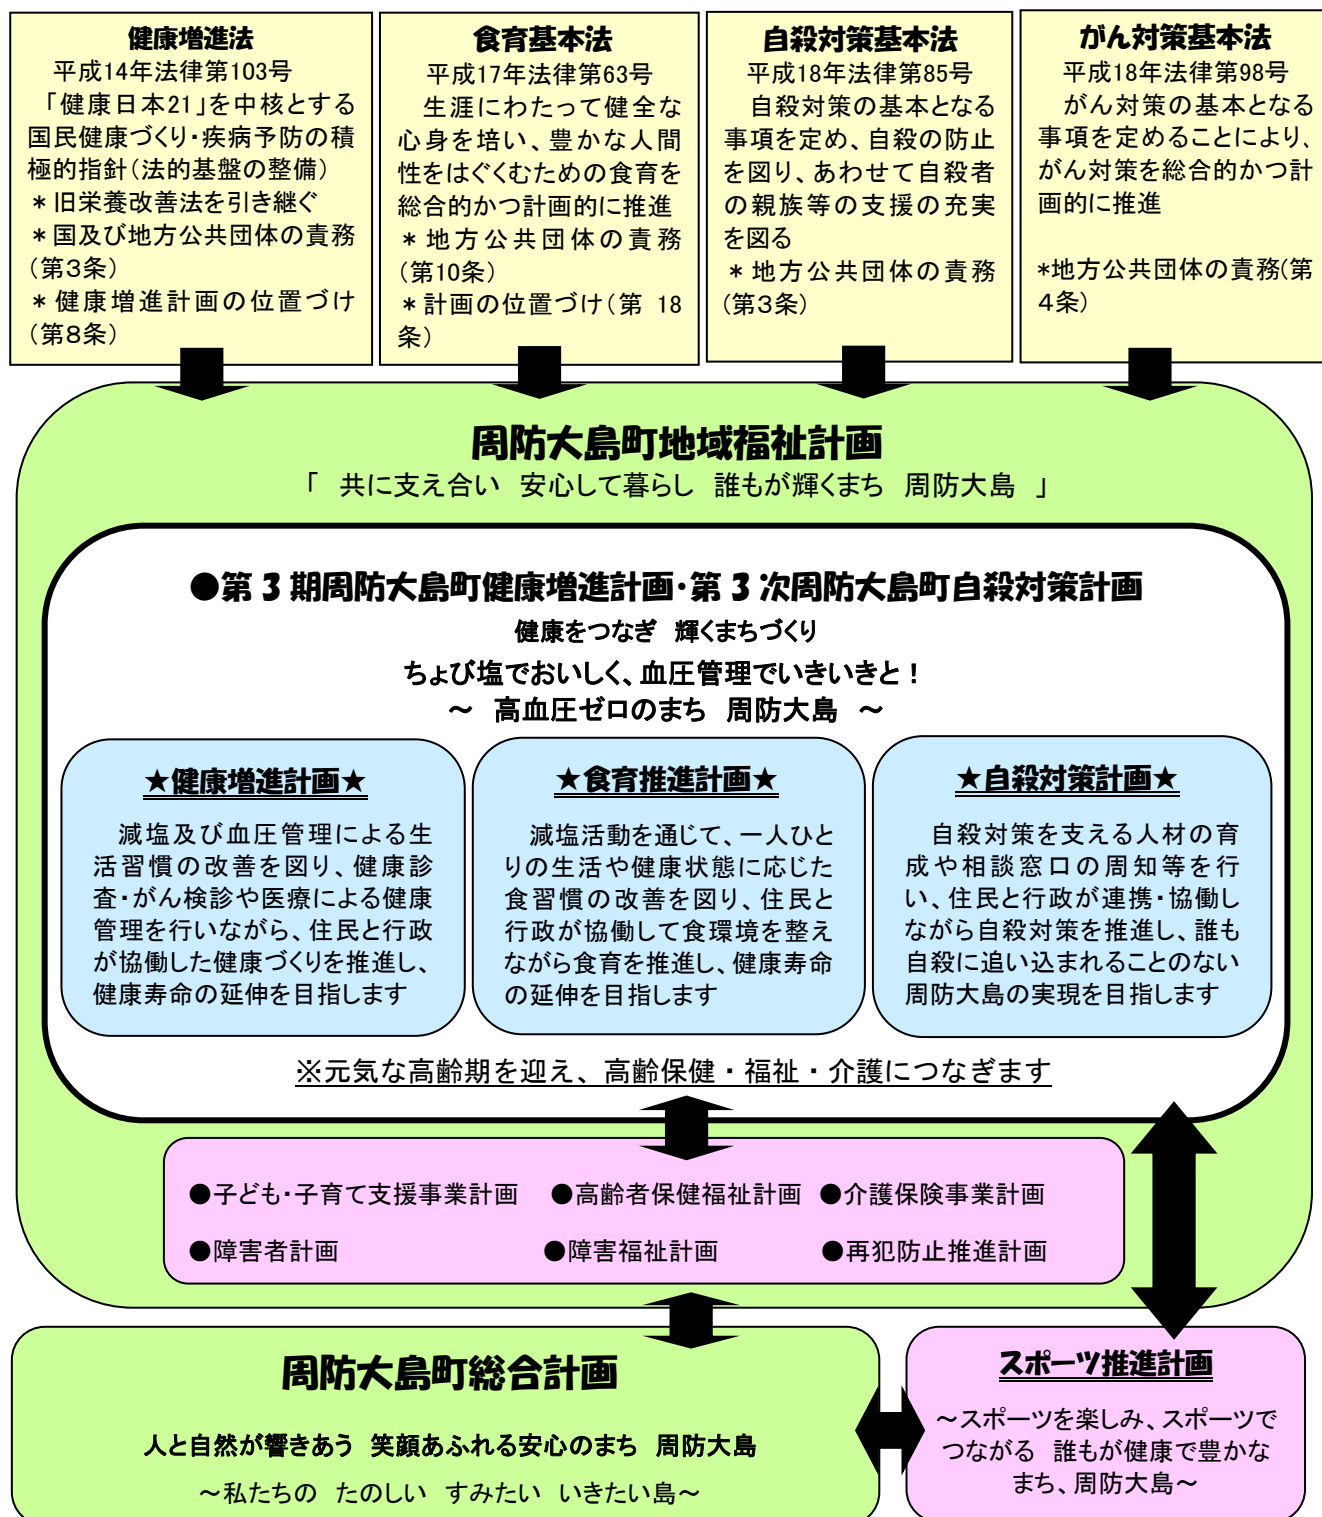 健康増進法
平成14年法律第103号
「健康日本21」を中核とする
国民健康づくり・疾病予防の積
極的指針（法的基盤の整備）
＊旧栄養改善法を引き継ぐ
＊国及び地方公共団体の責務
（第3条）
＊健康増進計画の位置づけ
（第8条）
食育基本法
平成17年法律第63号
生涯にわたって健全な
心身を培い、豊かな人間
性をはぐくむための食育を
総合的かつ計画的に推進
＊地方公共団体の責務
（第10条）
＊計画の位置づけ（第 18
条）
自殺対策基本法
平成18年法律第85号
自殺対策の基本となる
事項を定め、自殺の防止
を図り、あわせて自殺者
の親族等の支援の充実
を図る
＊地方公共団体の責務
（第3条）
がん対策基本法
平成18年法律第98号
がん対策の基本となる
事項を定めることにより、
がん対策を総合的かつ計
画的に推進
*地方公共団体の責務（第
4条）
周防大島町地域福祉計画
「 共に支え合い 安心して暮らし 誰もが輝くまち 周防大島 」
●第 3 期周防大島町健康増進計画・第 3 次周防大島町自殺対策計画
健康をつなぎ 輝くまちづくり
ちょび塩でおいしく、血圧管理でいきいきと！
～ 高血圧ゼロのまち 周防大島 ～
★健康増進計画★
減塩及び血圧管理による生
活習慣の改善を図り、健康診
査・がん検診や医療による健康
管理を行いながら、住民と行政
が協働した健康づくりを推進し、
健康寿命の延伸を目指します
★食育推進計画★
減塩活動を通じて、一人ひと
りの生活や健康状態に応じた
食習慣の改善を図り、住民と
行政が協働して食環境を整え
ながら食育を推進し、健康寿命
の延伸を目指します
★自殺対策計画★
自殺対策を支える人材の育
成や相談窓口の周知等を行
い、住民と行政が連携・協働し
ながら自殺対策を推進し、誰も
自殺に追い込まれることのない
周防大島の実現を目指します
※元気な高齢期を迎え、高齢保健・福祉・介護につなぎます
●子ども・子育て支援事業計画 ●高齢者保健福祉計画 ●介護保険事業計画
●障害者計画 ●障害福祉計画 ●再犯防止推進計画
周防大島町総合計画
人と自然が響きあう 笑顔あふれる安心のまち 周防大島
～私たちの たのしい すみたい いきたい島～
スポーツ推進計画
～スポーツを楽しみ、スポーツで
つながる 誰もが健康で豊かな
まち、周防大島～